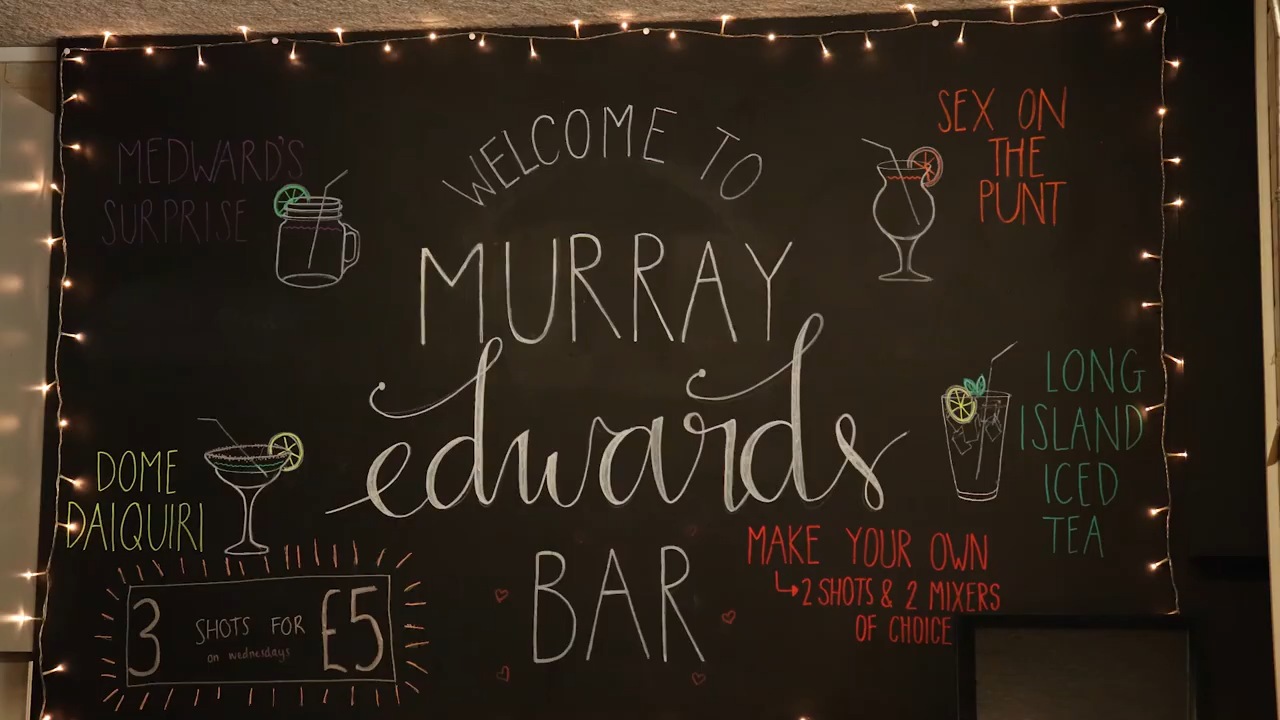 WELCOME TO
MURRAY
edwards
BAR
MEDWARD'S
SURPRISE
SEX ON
THE
PUNT
DOME
DAIQUIRI
LONG
ISLAND
ICED
TEA
MAKE YOUR OWN
2 SHOTS & 2 MIXERS
OF CHOICE
3 SHOTS FOR £5
on wednesdays